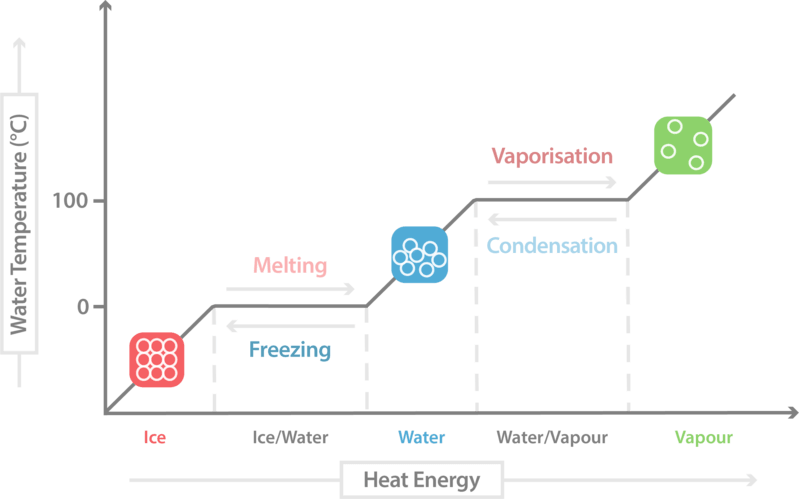 Water Temperature (°C)
100
0
Vaporisation
Condensation
Melting
Freezing
Ice
Ice/Water
Water
Water/Vapour
Vapour
Heat Energy